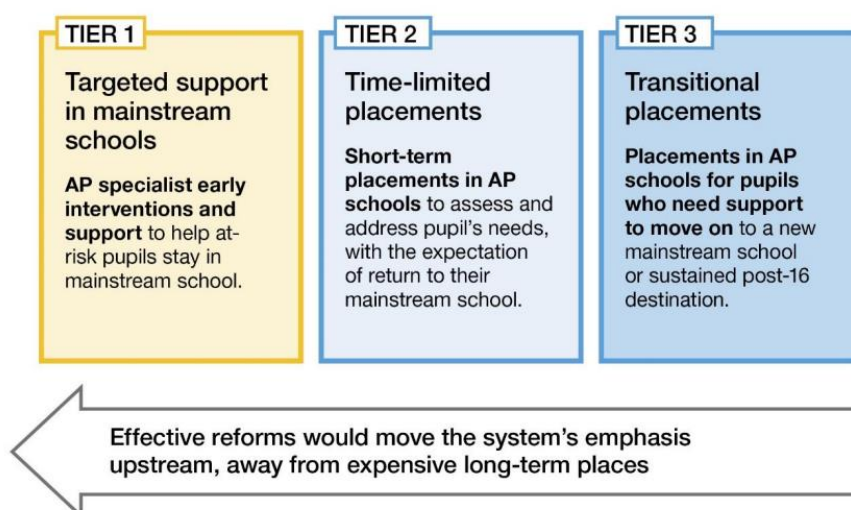 TIER 1
Targeted support
in mainstream
schools
AP specialist early
interventions and
support to help at-
risk pupils stay in
mainstream school.
TIER 2
Time-limited
placements
Short-term
placements in AP
schools to assess and
address pupil's needs,
with the expectation
of return to their
mainstream school.
TIER 3
Transitional
placements
Placements in AP
schools for pupils
who need support
to move on to a new
mainstream school
or sustained post-16
destination.
Effective reforms would move the system's emphasis
upstream, away from expensive long-term places